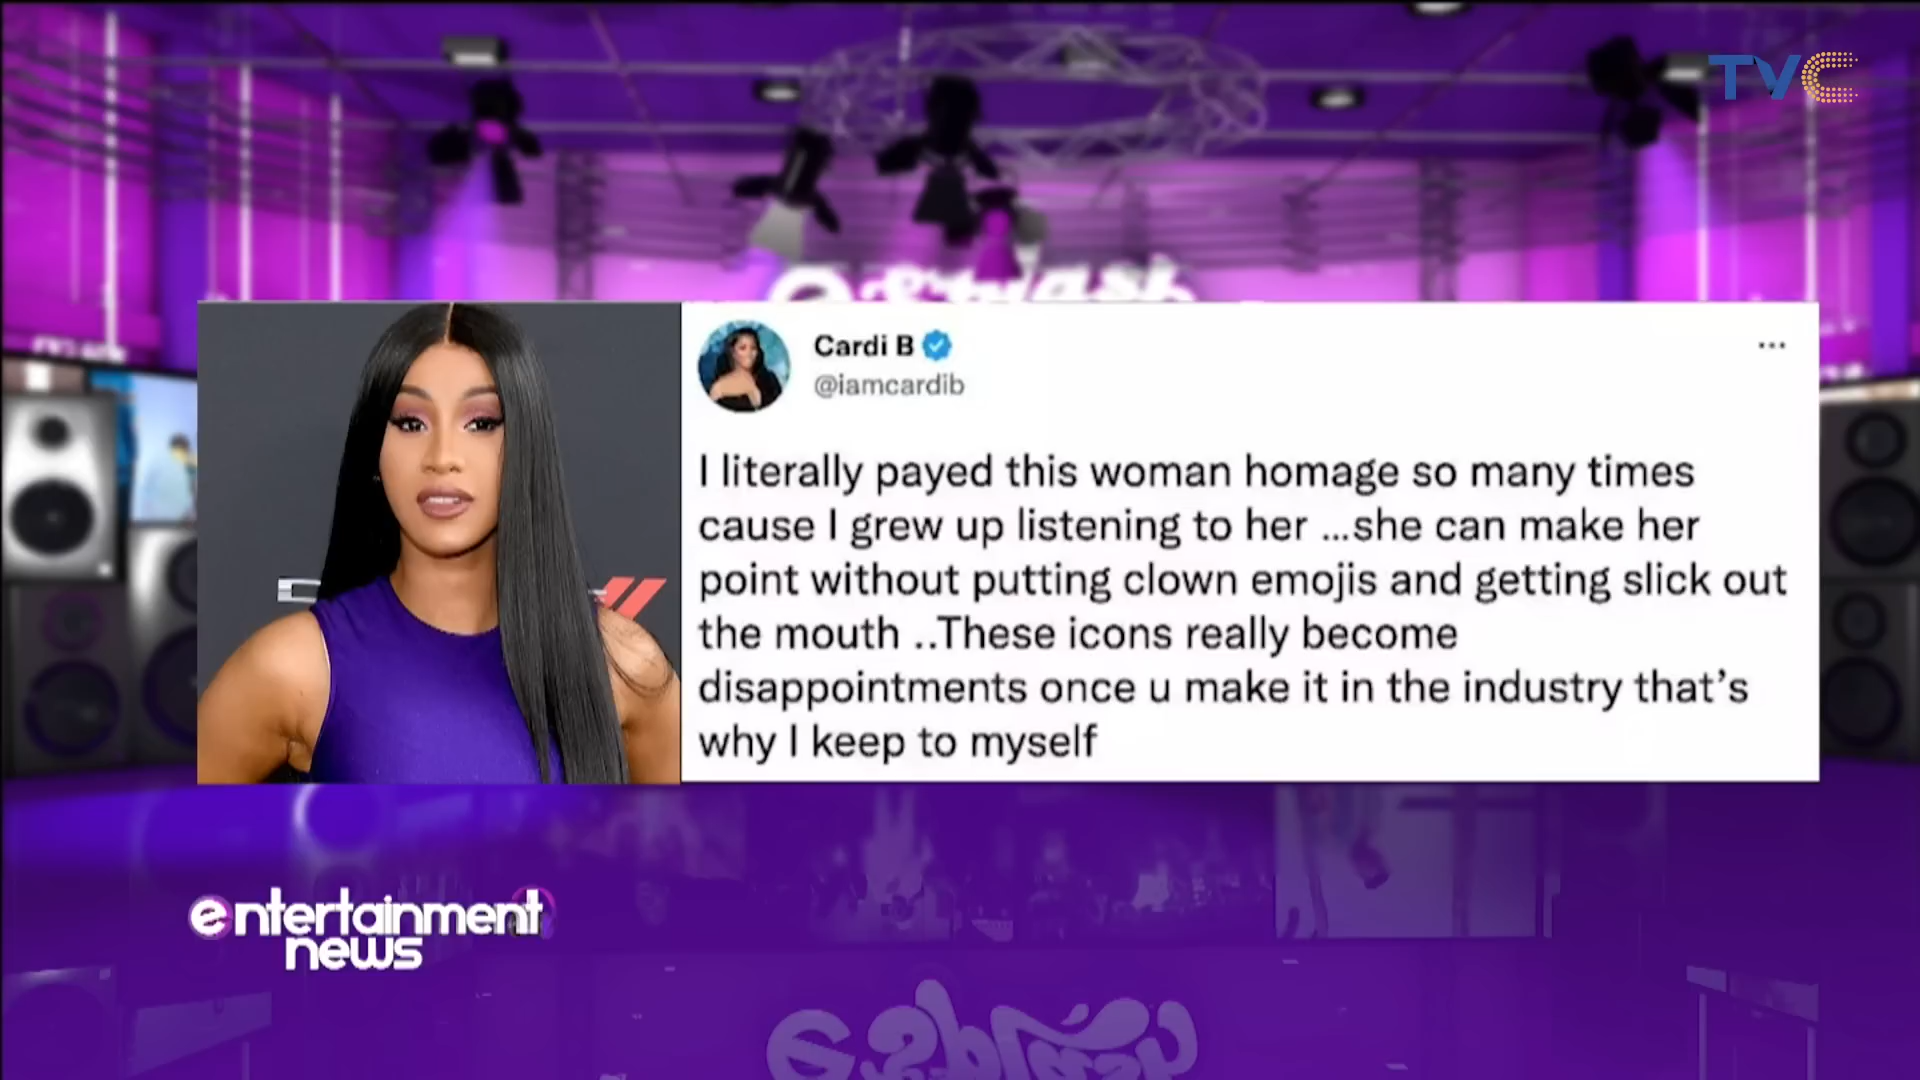 TVC
Cardi B
@iamcardib
I literally payed this woman homage so many times
cause I grew up listening to her ...she can make her
point without putting clown emojis and getting slick out
the mouth ..These icons really become
disappointments once u make it in the industry that's
why I keep to myself
entertainment
news